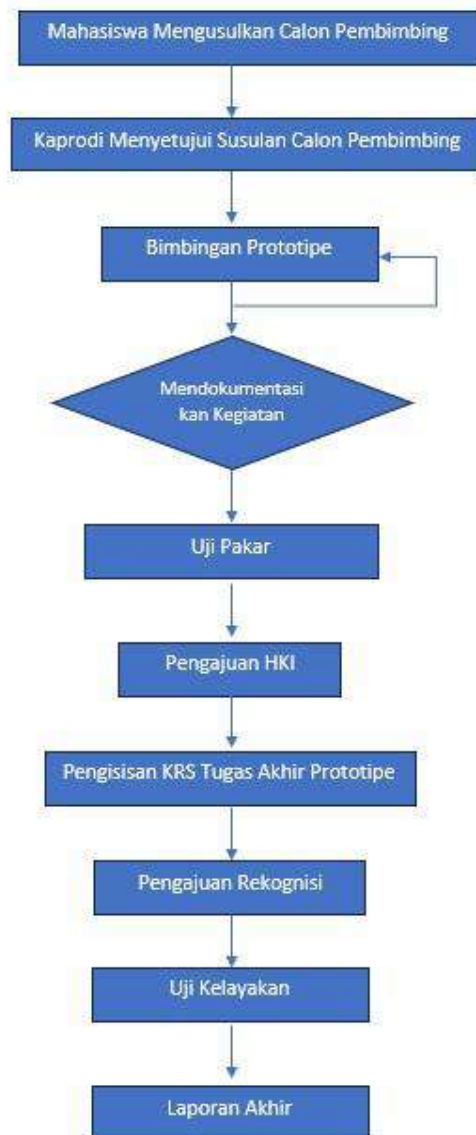 Mahasiswa Mengusulkan Calon Pembimbing
Kaprodi Menyetujui Susulan Calon Pembimbing
Bimbingan Prototipe
Mendokumentasi
kan Kegiatan
Uji Pakar
Pengajuan HKI
Pengisisan KRS Tugas Akhir Prototipe
Pengajuan Rekognisi
Uji Kelayakan
Laporan Akhir